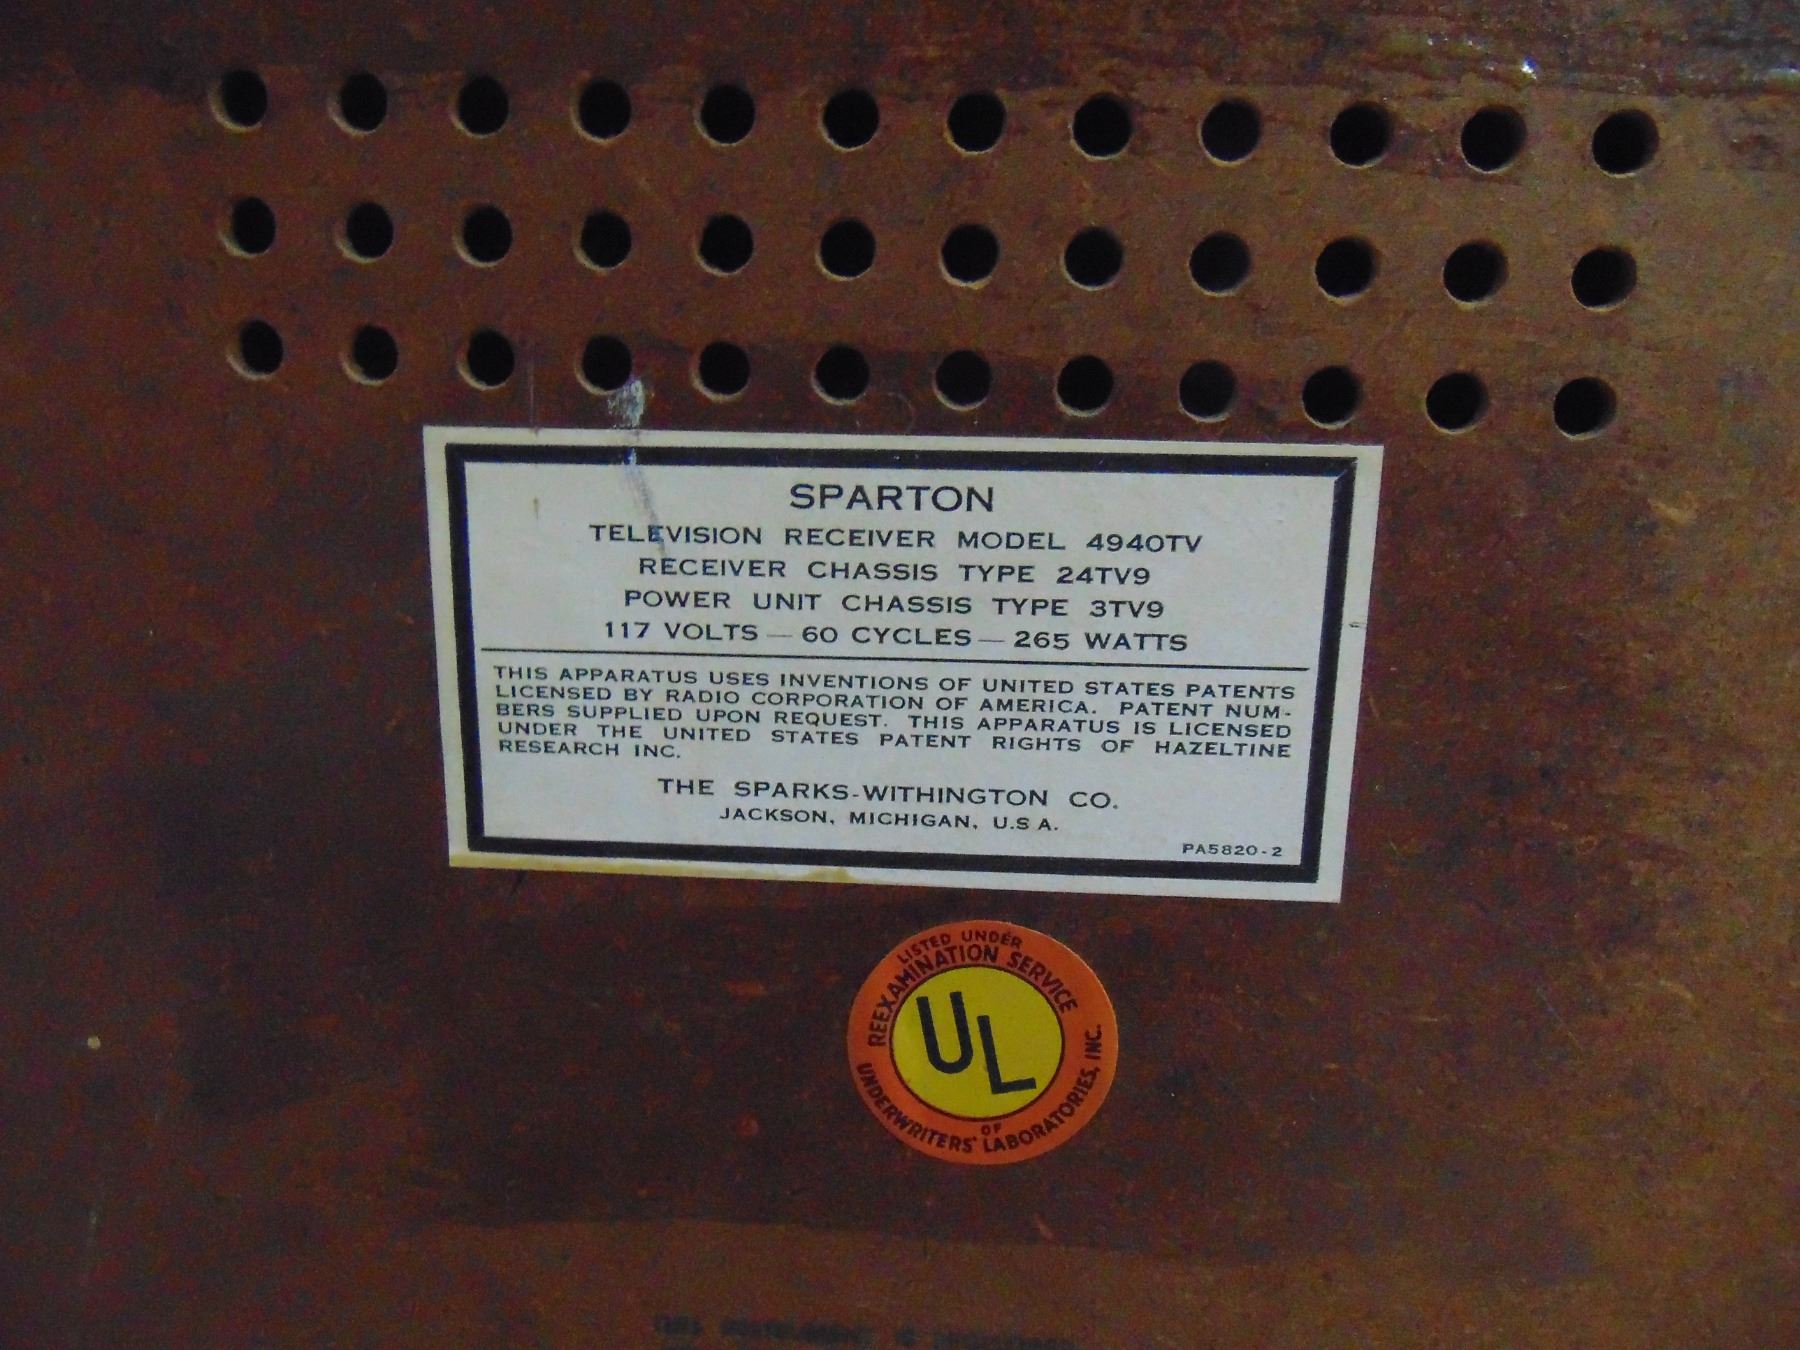 SPARTON
TELEVISION RECEIVER MODEL 4940TV
RECEIVER CHASSIS TYPE 24TV9
POWER UNIT CHASSIS TYPE 3TV9
117 VOLTS — 60 CYCLES — 265 WATTS
THIS APPARATUS USES INVENTIONS OF UNITED STATES PATENTS
LICENSED BY RADIO CORPORATION OF AMERICA. PATENT NUM-
BERS SUPPLIED UPON REQUEST. THIS APPARATUS IS LICENSED
UNDER THE UNITED STATES PATENT RIGHTS OF HAZELTINE
RESEARCH INC.
THE SPARKS-WITHINGTON CO.
JACKSON, MICHIGAN, U.S A.
PA5820-2
LISTED UNDER
REEXAMINATION SERVICE
UL
OF
UNDERWRITERS' LABORATORIES, INC.